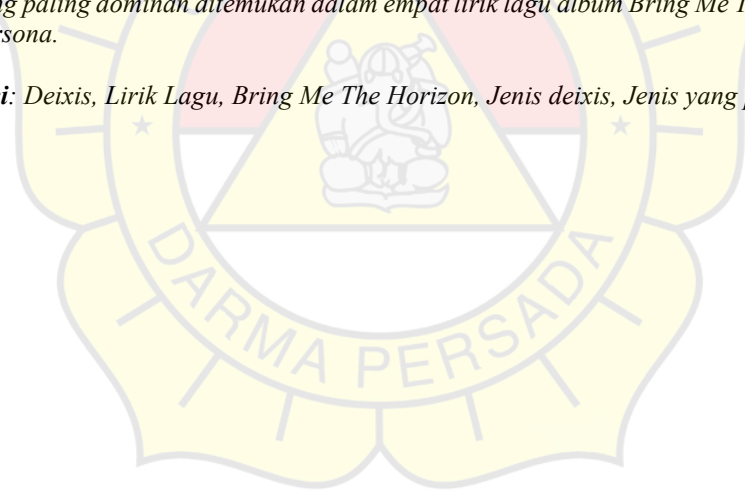 ng paling dominan ditemukan dalam empat lirik lagu album Bring Me T
rsona.
i: Deixis, Lirik Lagu, Bring Me The Horizon, Jenis deixis, Jenis yang p
DARMA PERSADA